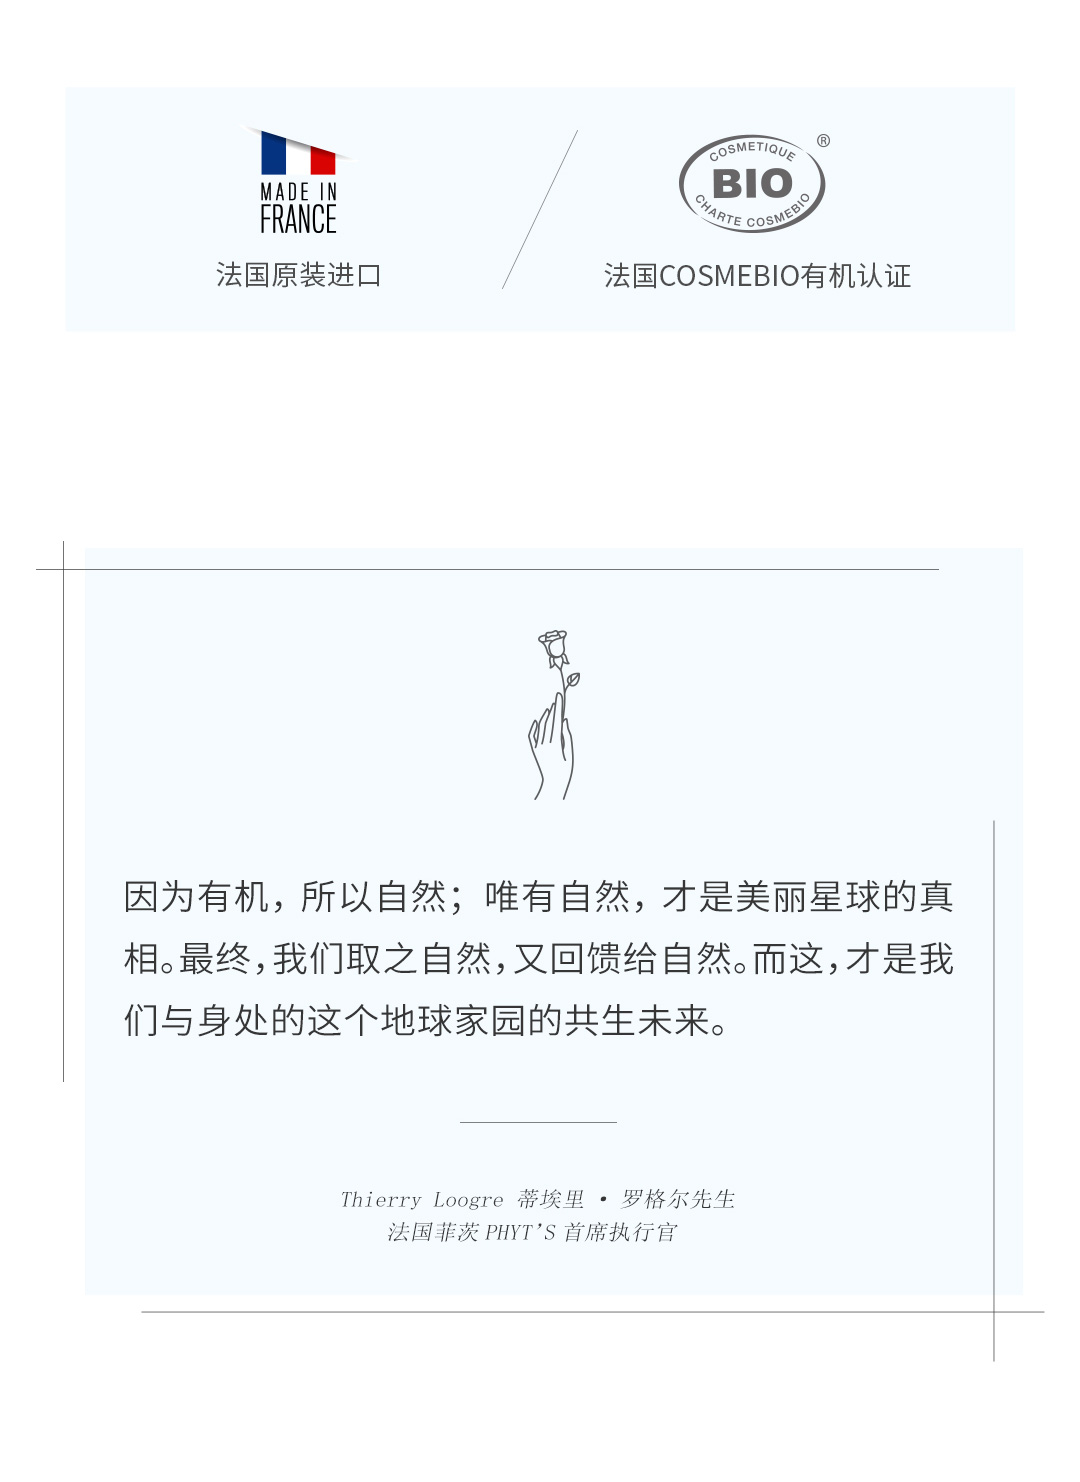 MADE IN
FRANCE
法国原装进口
COSMETIQUE
®
BIO
CHARTE COSMEBIO
法国COSMEBIO有机认证
因为有机，所以自然；唯有自然，才是美丽星球的真
相。最终，我们取之自然，又回馈给自然。而这，才是我
们与身处的这个地球家园的共生未来。
Thierry Loogre 蒂埃里 • 罗格尔先生
法国菲茨 PHYT'S 首席执行官